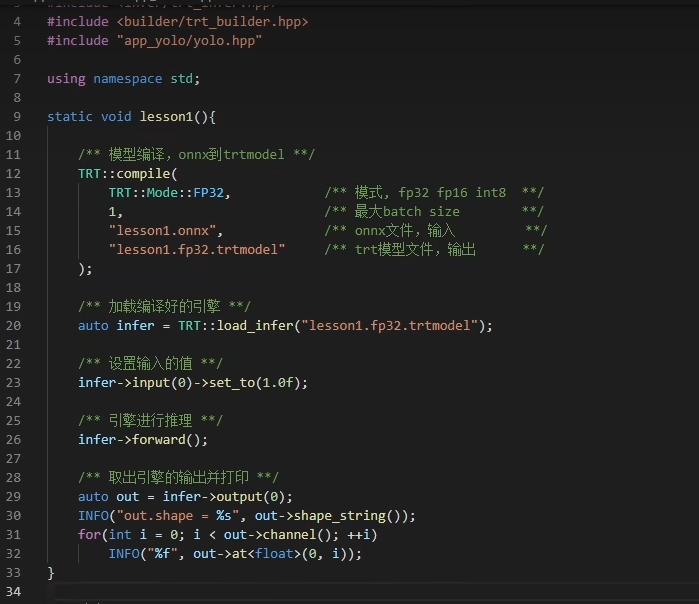 4 #include <builder/trt_builder.hpp>
5 #include "app_yolo/yolo.hpp"
6
7 using namespace std;
8
9 static void lesson1(){
10
11 /** 模型编译，onnx到trtmodel **/
12 TRT::compile(
13 TRT::Mode::FP32, /** 模式, fp32 fp16 int8 **/
14 1, /** 最大batch size **/
15 "lesson1.onnx", /** onnx文件，输入 **/
16 "lesson1.fp32.trtmodel" /** trt模型文件，输出 **/
17 );
18
19 /** 加载编译好的引擎 **/
20 auto infer = TRT::load_infer("lesson1.fp32.trtmodel");
21
22 /** 设置输入的值 **/
23 infer->input(0)->set_to(1.0f);
24
25 /** 引擎进行推理 **/
26 infer->forward();
27
28 /** 取出引擎的输出并打印 **/
29 auto out = infer->output(0);
30 INFO("out.shape = %s", out->shape_string());
31 for(int i = 0; i < out->channel(); ++i)
32 INFO("%f", out->at<float>(0, i));
33 }
34